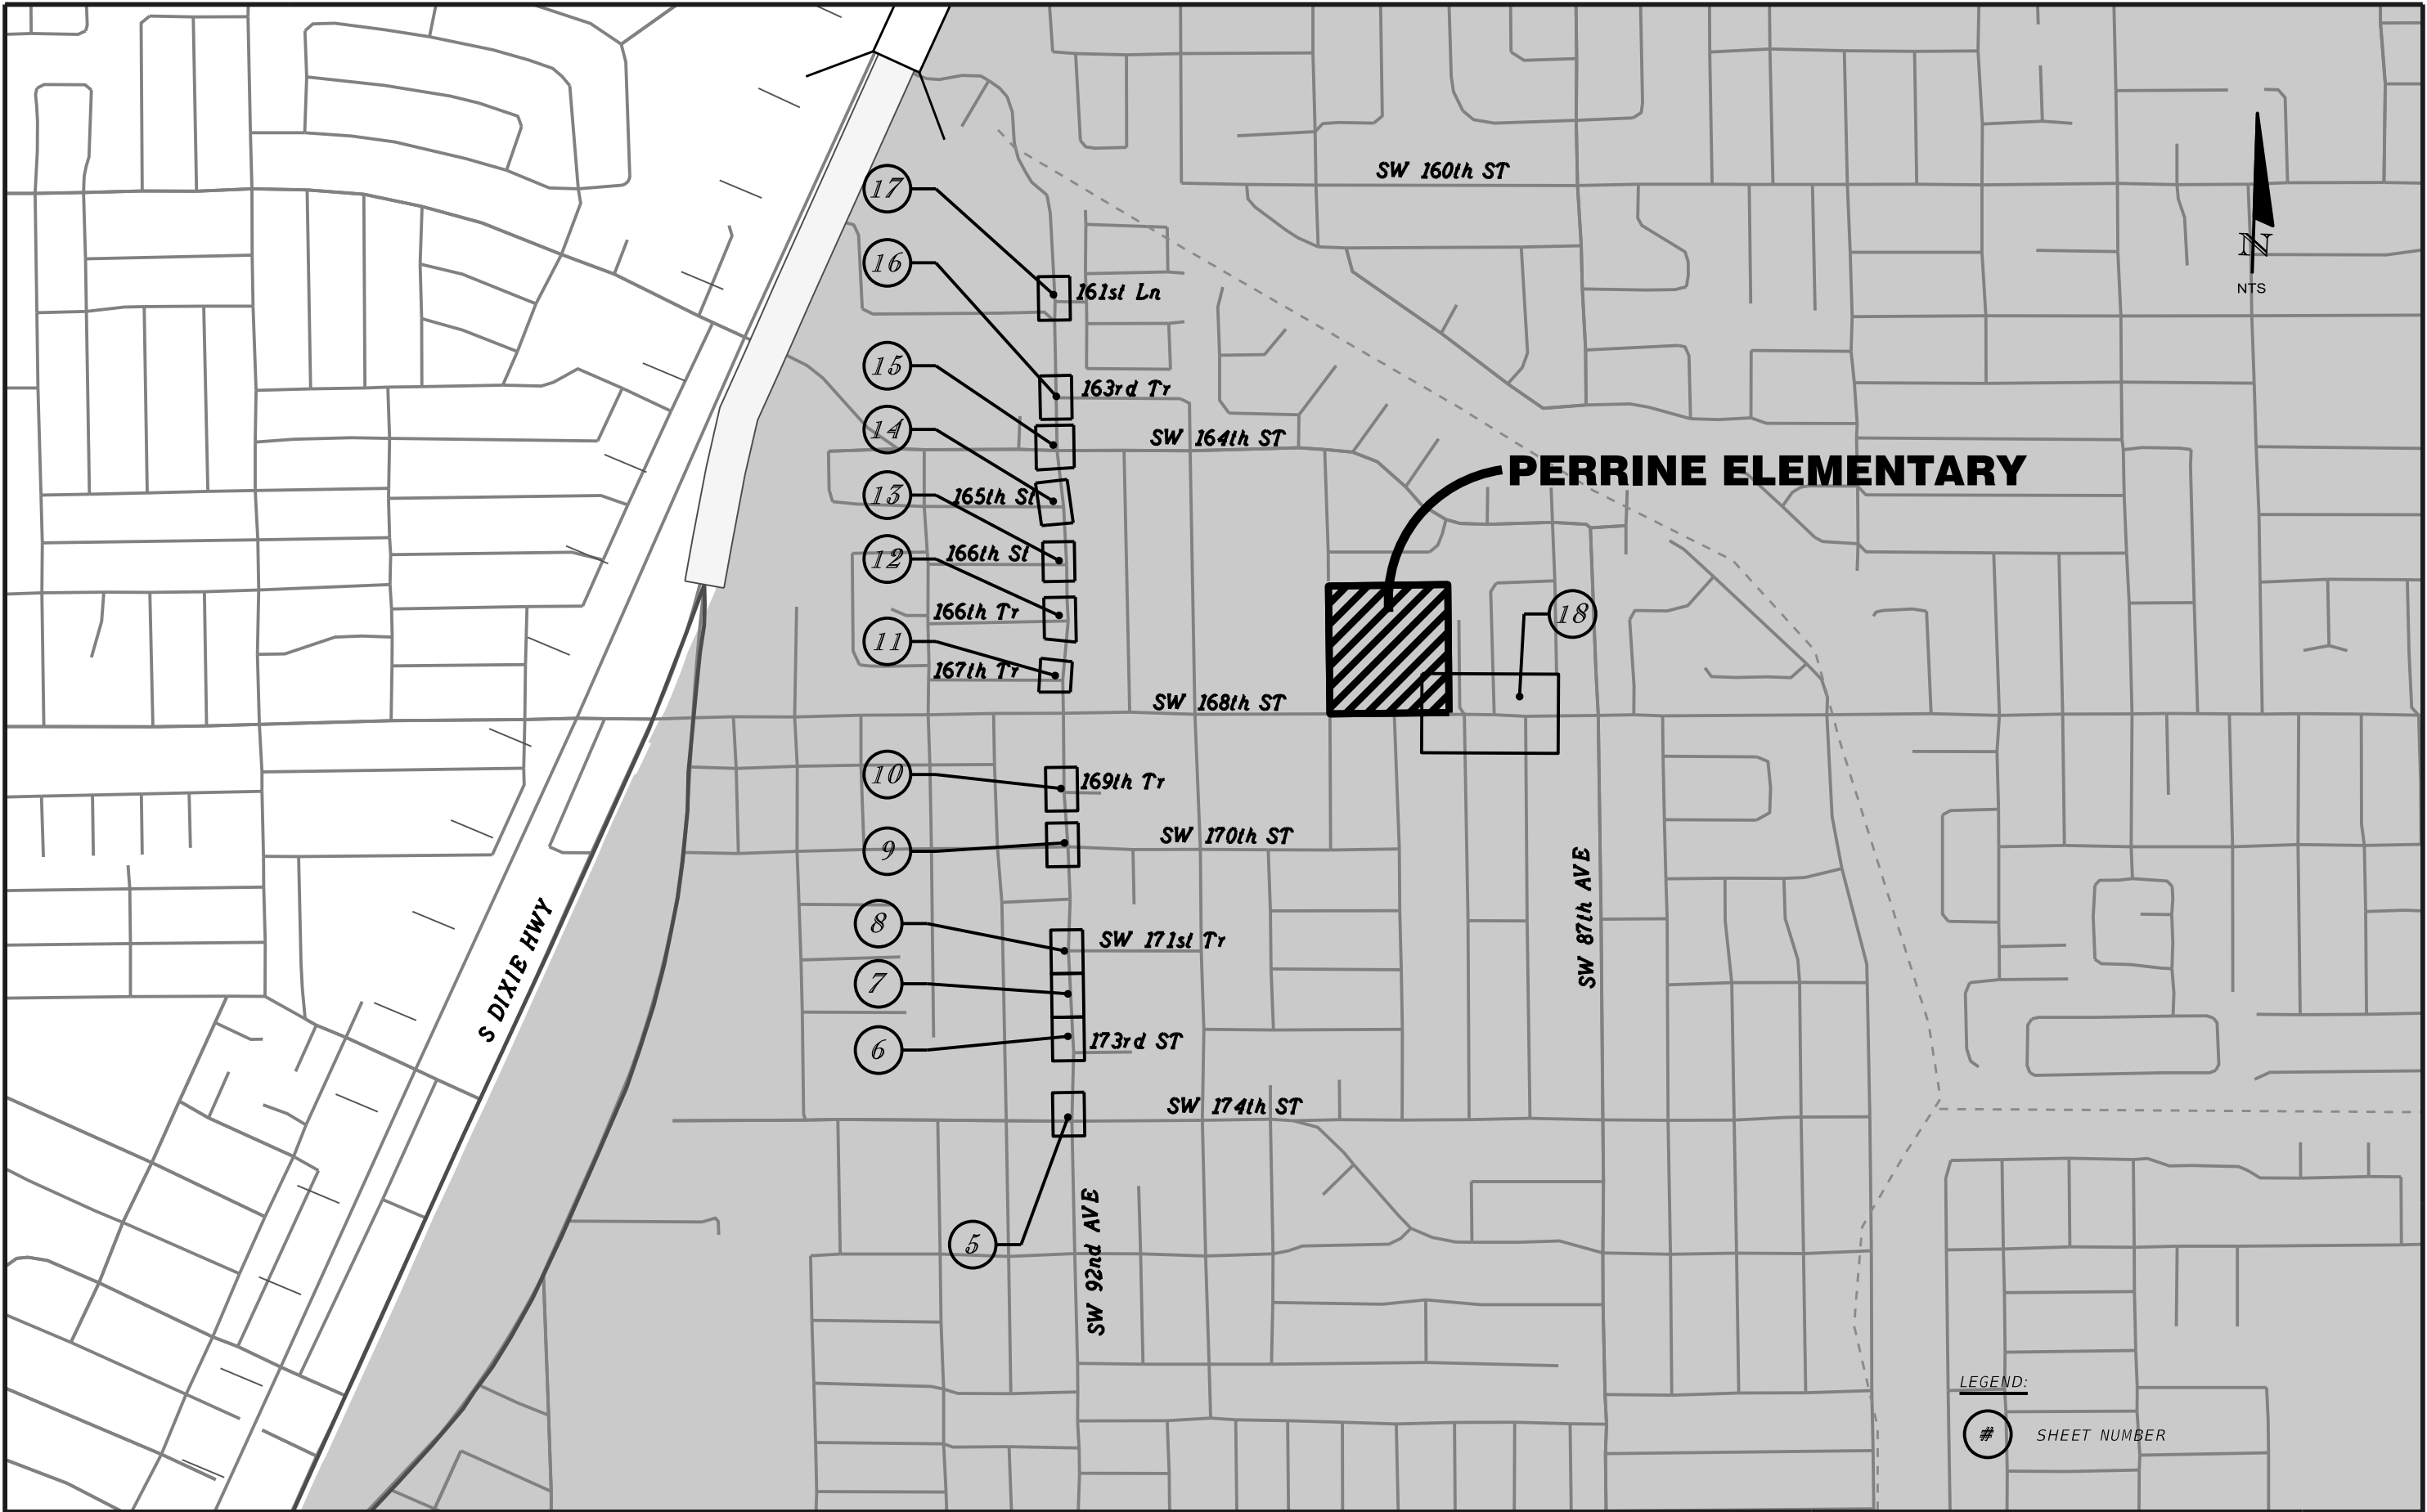 SW 160th ST
17
N
16
NTS
161st Ln
15
163rd Tr
14
SW 164th ST
PERRINE ELEMENTARY
13
165th St
12
166th St
166th Tr
18
11
167th Tr
SW 168th ST
10
169th Tr
9
SW 170th ST
SW 87th AVE
8
SW 171st Tr
S DIXIE HWY
7
6
173rd ST
SW 174th ST
5
SW 92nd AVE
LEGEND:
# SHEET NUMBER